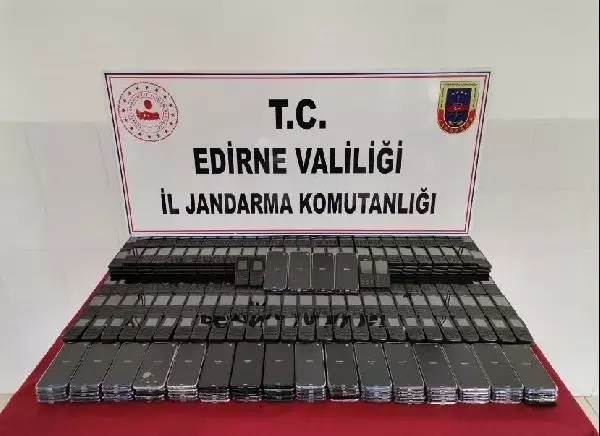 T.C.
EDİRNE VALİLİĞİ
İL JANDARMA KOMUTANLIĞI